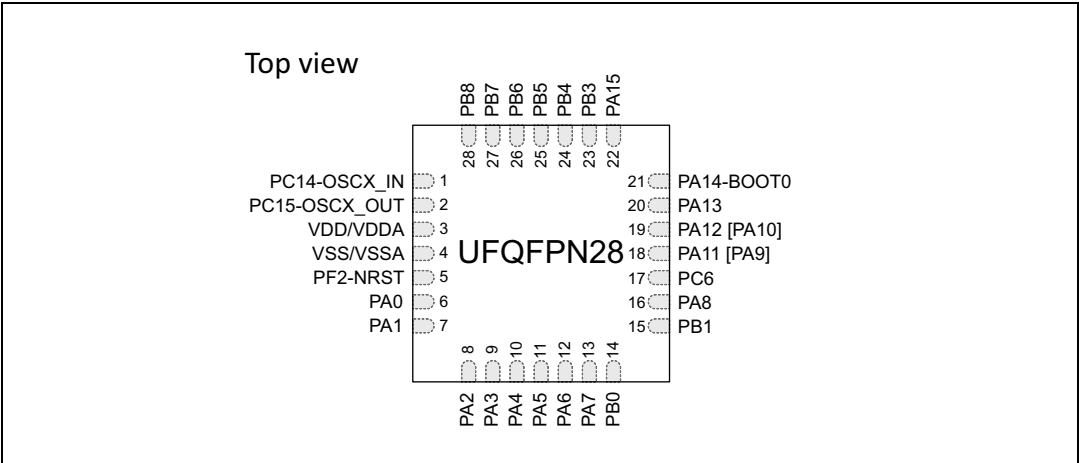 Top view
PB8
PB7
PB6
PB5
PB4
PB3
PA15
28
27
26
25
24
23
22
PC14-OSCX_IN 1
PC15-OSCX_OUT 2
VDD/VDDA 3
VSS/VSSA 4
PF2-NRST 5
PA0 6
PA1 7
UFQFPN28
21 PA14-BOOT0
20 PA13
19 PA12 [PA10]
18 PA11 [PA9]
17 PC6
16 PA8
15 PB1
8
9
10
11
12
13
14
PA2
PA3
PA4
PA5
PA6
PA7
PB0